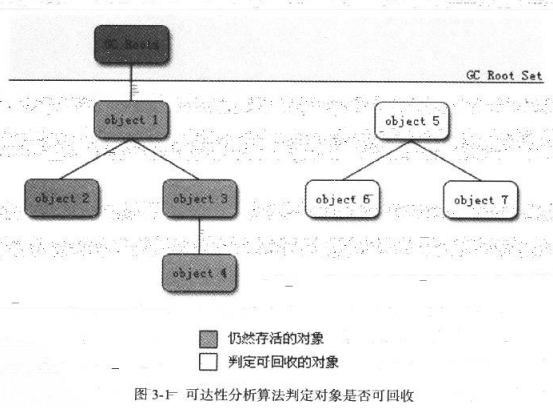 GC Roots
GC Root Set
object 1
object 5
object 2
object 3
object 6
object 7
object 4
仍然存活的对象
判定可回收的对象
图 3-1 可达性分析算法判定对象是否可回收